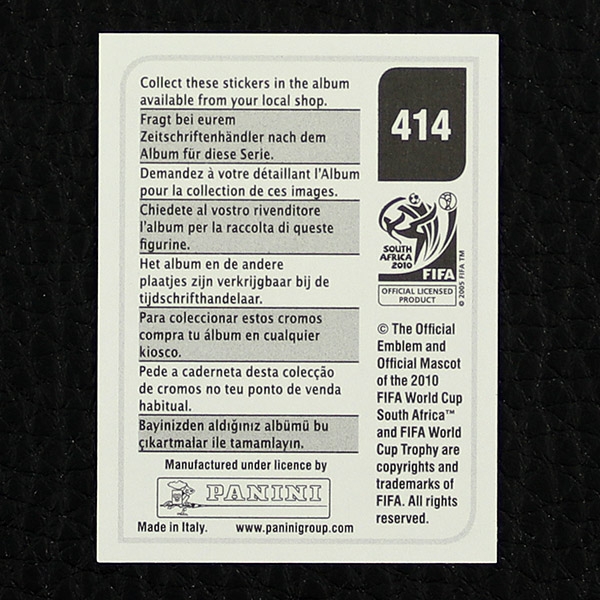 Collect these stickers in the album
available from your local shop.
Fragt bei eurem
Zeitschriftenhändler nach dem
Album für diese Serie.
Demandez à votre détaillant l'Album
pour la collection de ces images.
Chiedete al vostro rivenditore
l'album per la raccolta di queste
figurine.
Het album en de andere
plaatjes zijn verkrijgbaar bij de
tijdschrifthandelaar.
Para coleccionar estos cromos
compra tu álbum en cualquier
kiosco.
Pede a caderneta desta colecção
de cromos no teu ponto de venda
habitual.
Bayinizden aldığınız albümü bu
çıkartmalar ile tamamlayın.
Manufactured under licence by
PANINI
Made in Italy. www.paninigroup.com
414
SOUTH
AFRICA
2010
FIFA
OFFICIAL LICENSED
PRODUCT
© 2005 FIFA TM
© The Official
Emblem and
Official Mascot
of the 2010
FIFA World Cup
South Africa™
and FIFA World
Cup Trophy are
copyrights and
trademarks of
FIFA. All rights
reserved.